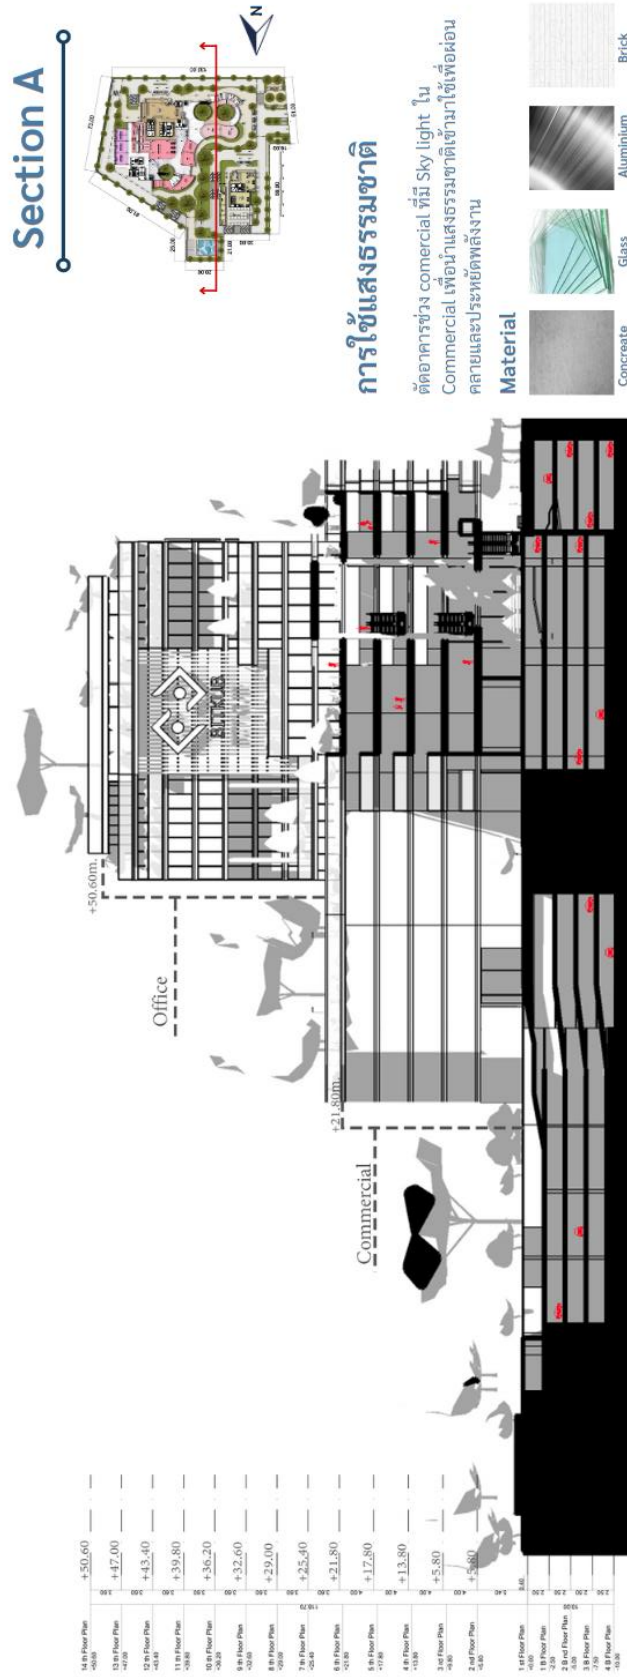 Section A
N
การใช้แสงธรรมชาติ
ตัดอาคารช่วง comercial ที่มี Sky light ใน
Commercial เพื่อนำแสงธรรมชาติเข้ามาใช้เพื่อผ่อน
คลายและประหยัดพลังงาน
Material
Concreate
Glass
Aluminium
Brick
Office
+50.60m.
Commercial
+21.80m.
14 th Floor Plan
+50.60
13 th Floor Plan
+47.00
12 th Floor Plan
+43.40
11 th Floor Plan
+39.80
10 th Floor Plan
+36.20
9 th Floor Plan
+32.60
8 th Floor Plan
+29.00
7 th Floor Plan
+25.40
6 th Floor Plan
+21.80
5 th Floor Plan
+17.80
4 th Floor Plan
+13.80
3 rd Floor Plan
+5.80
2 nd Floor Plan
+5.80
1 st Floor Plan
1 B Floor Plan
2 B nd Floor Plan
3 B Floor Plan
4 B Floor Plan